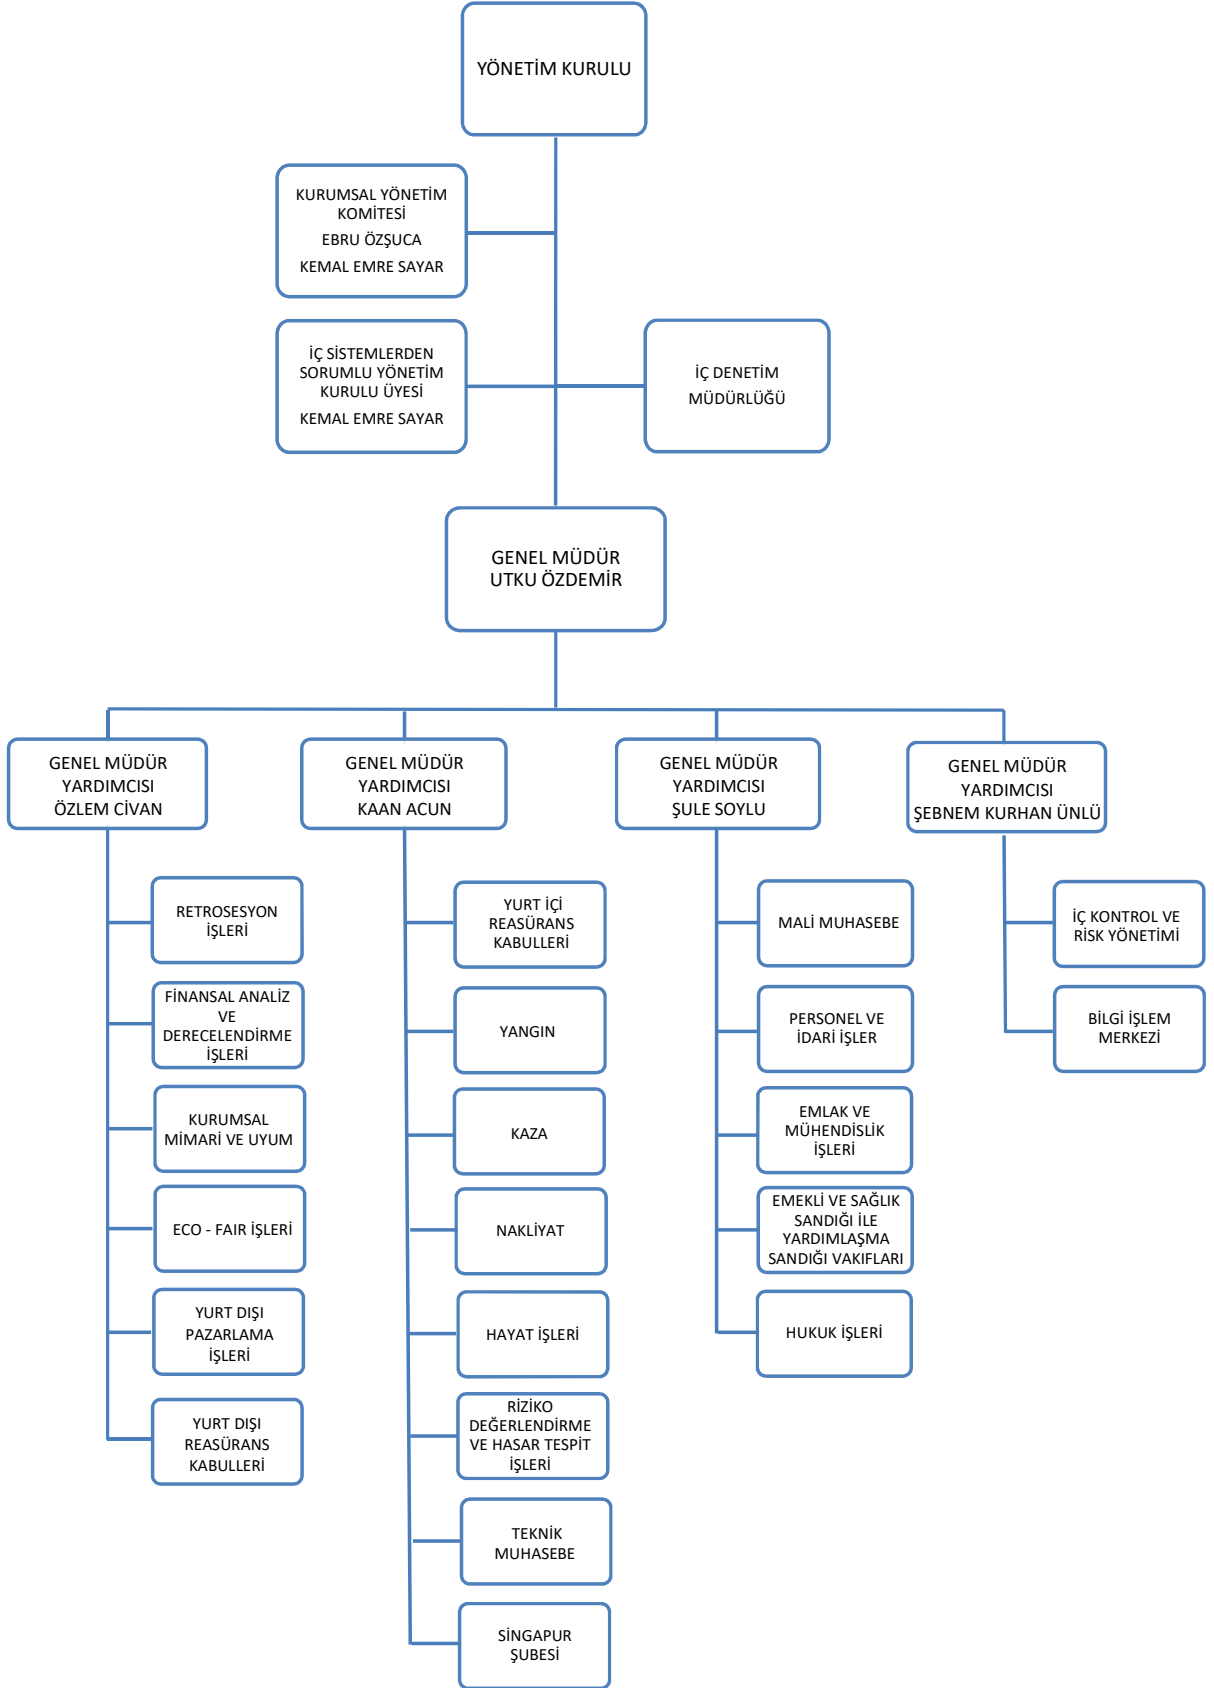 YÖNETİM KURULU
KURUMSAL YÖNETİM
KOMİTESİ
EBRU ÖZŞUCA
KEMAL EMRE SAYAR
İÇ SİSTEMLERDEN
SORUMLU YÖNETİM
KURULU ÜYESİ
KEMAL EMRE SAYAR
İÇ DENETİM
MÜDÜRLÜĞÜ
GENEL MÜDÜR
UTKU ÖZDEMİR
GENEL MÜDÜR
YARDIMCISI
ÖZLEM CİVAN
RETROSESYON
İŞLERİ
FİNANSAL ANALİZ
VE
DERECELENDİRME
İŞLERİ
KURUMSAL
MİMARİ VE UYUM
ECO - FAIR İŞLERİ
YURT DIŞI
PAZARLAMA
İŞLERİ
YURT DIŞI
REASÜRANS
KABULLERİ
GENEL MÜDÜR
YARDIMCISI
KAAN ACUN
YURT İÇİ
REASÜRANS
KABULLERİ
YANGIN
KAZA
NAKLİYAT
HAYAT İŞLERİ
RİZİKO
DEĞERLENDİRME
VE HASAR TESPİT
İŞLERİ
TEKNİK
MUHASEBE
SİNGAPUR
ŞUBESİ
GENEL MÜDÜR
YARDIMCISI
ŞULE SOYLU
MALİ MUHASEBE
PERSONEL VE
İDARİ İŞLER
EMLAK VE
MÜHENDİSLİK
İŞLERİ
EMEKLİ VE SAĞLIK
SANDIĞI İLE
YARDIMLAŞMA
SANDIĞI VAKIFLARI
HUKUK İŞLERİ
GENEL MÜDÜR
YARDIMCISI
ŞEBNEM KURHAN ÜNLÜ
İÇ KONTROL VE
RİSK YÖNETİMİ
BİLGİ İŞLEM
MERKEZİ